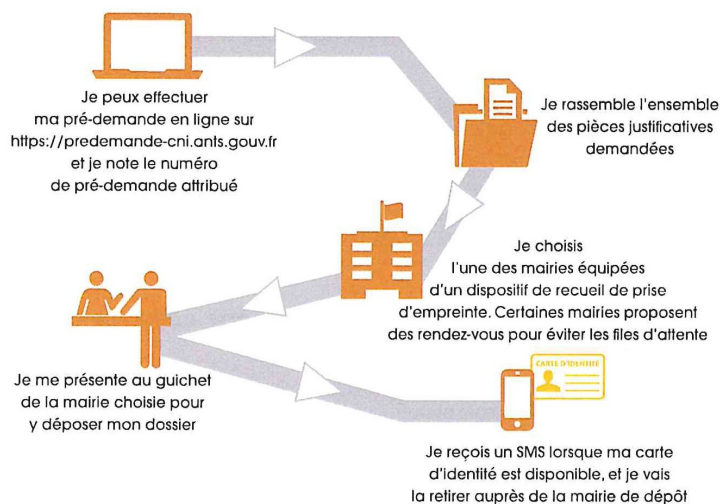 Je peux effectuer
ma pré-demande en ligne sur
https://predemande-cni.ants.gouv.fr
et je note le numéro
de pré-demande attribué
Je rassemble l'ensemble
des pièces justificatives
demandées
Je choisis
l'une des mairies équipées
d'un dispositif de recueil de prise
d'empreinte. Certaines mairies proposent
des rendez-vous pour éviter les files d'attente
Je me présente au guichet
de la mairie choisie pour
y déposer mon dossier
CARTE D'IDENTITÉ
Je reçois un SMS lorsque ma carte
d'identité est disponible, et je vais
la retirer auprès de la mairie de dépôt